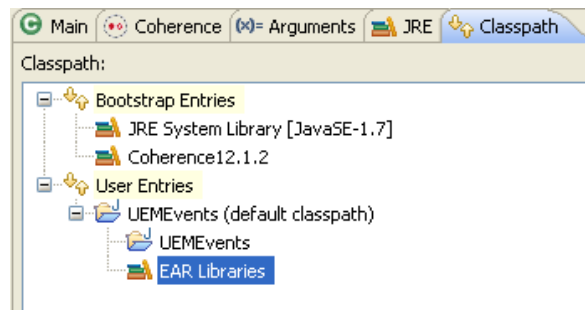 Main Coherence (x)= Arguments JRE Classpath
Classpath:
Bootstrap Entries
JRE System Library [JavaSE-1.7]
Coherence12.1.2
User Entries
UEMEvents (default classpath)
UEMEvents
EAR Libraries